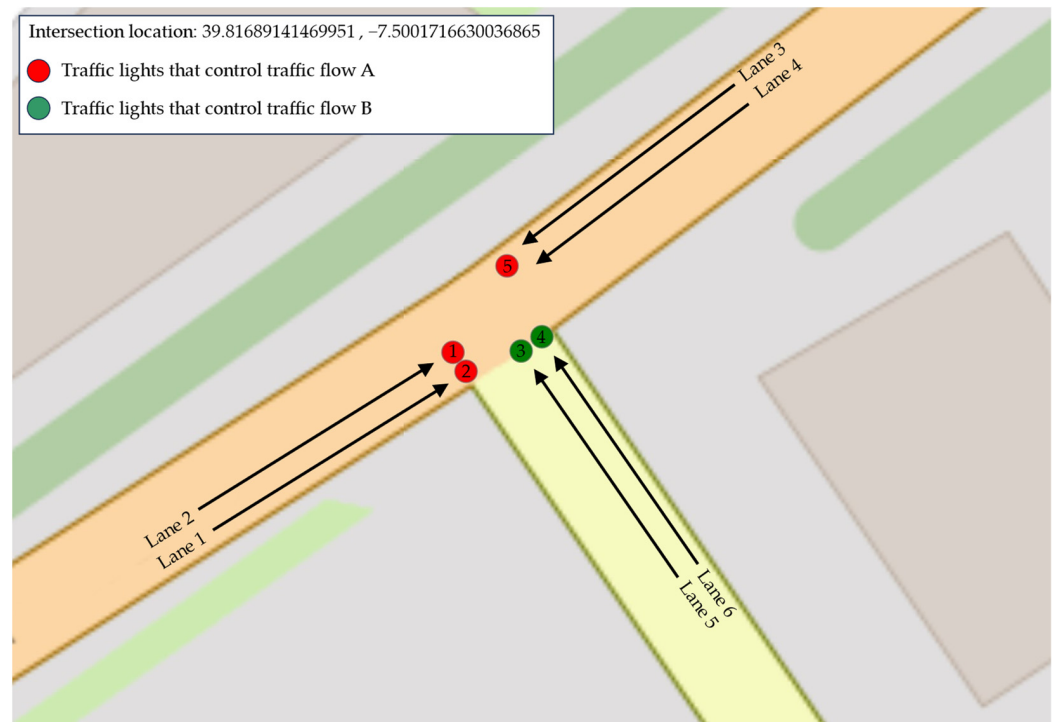 Intersection location: 39.81689141469951 , −7.5001716630036865
Traffic lights that control traffic flow A
Traffic lights that control traffic flow B
Lane 3
Lane 4
5
4
3
1
2
Lane 2
Lane 1
Lane 6
Lane 5